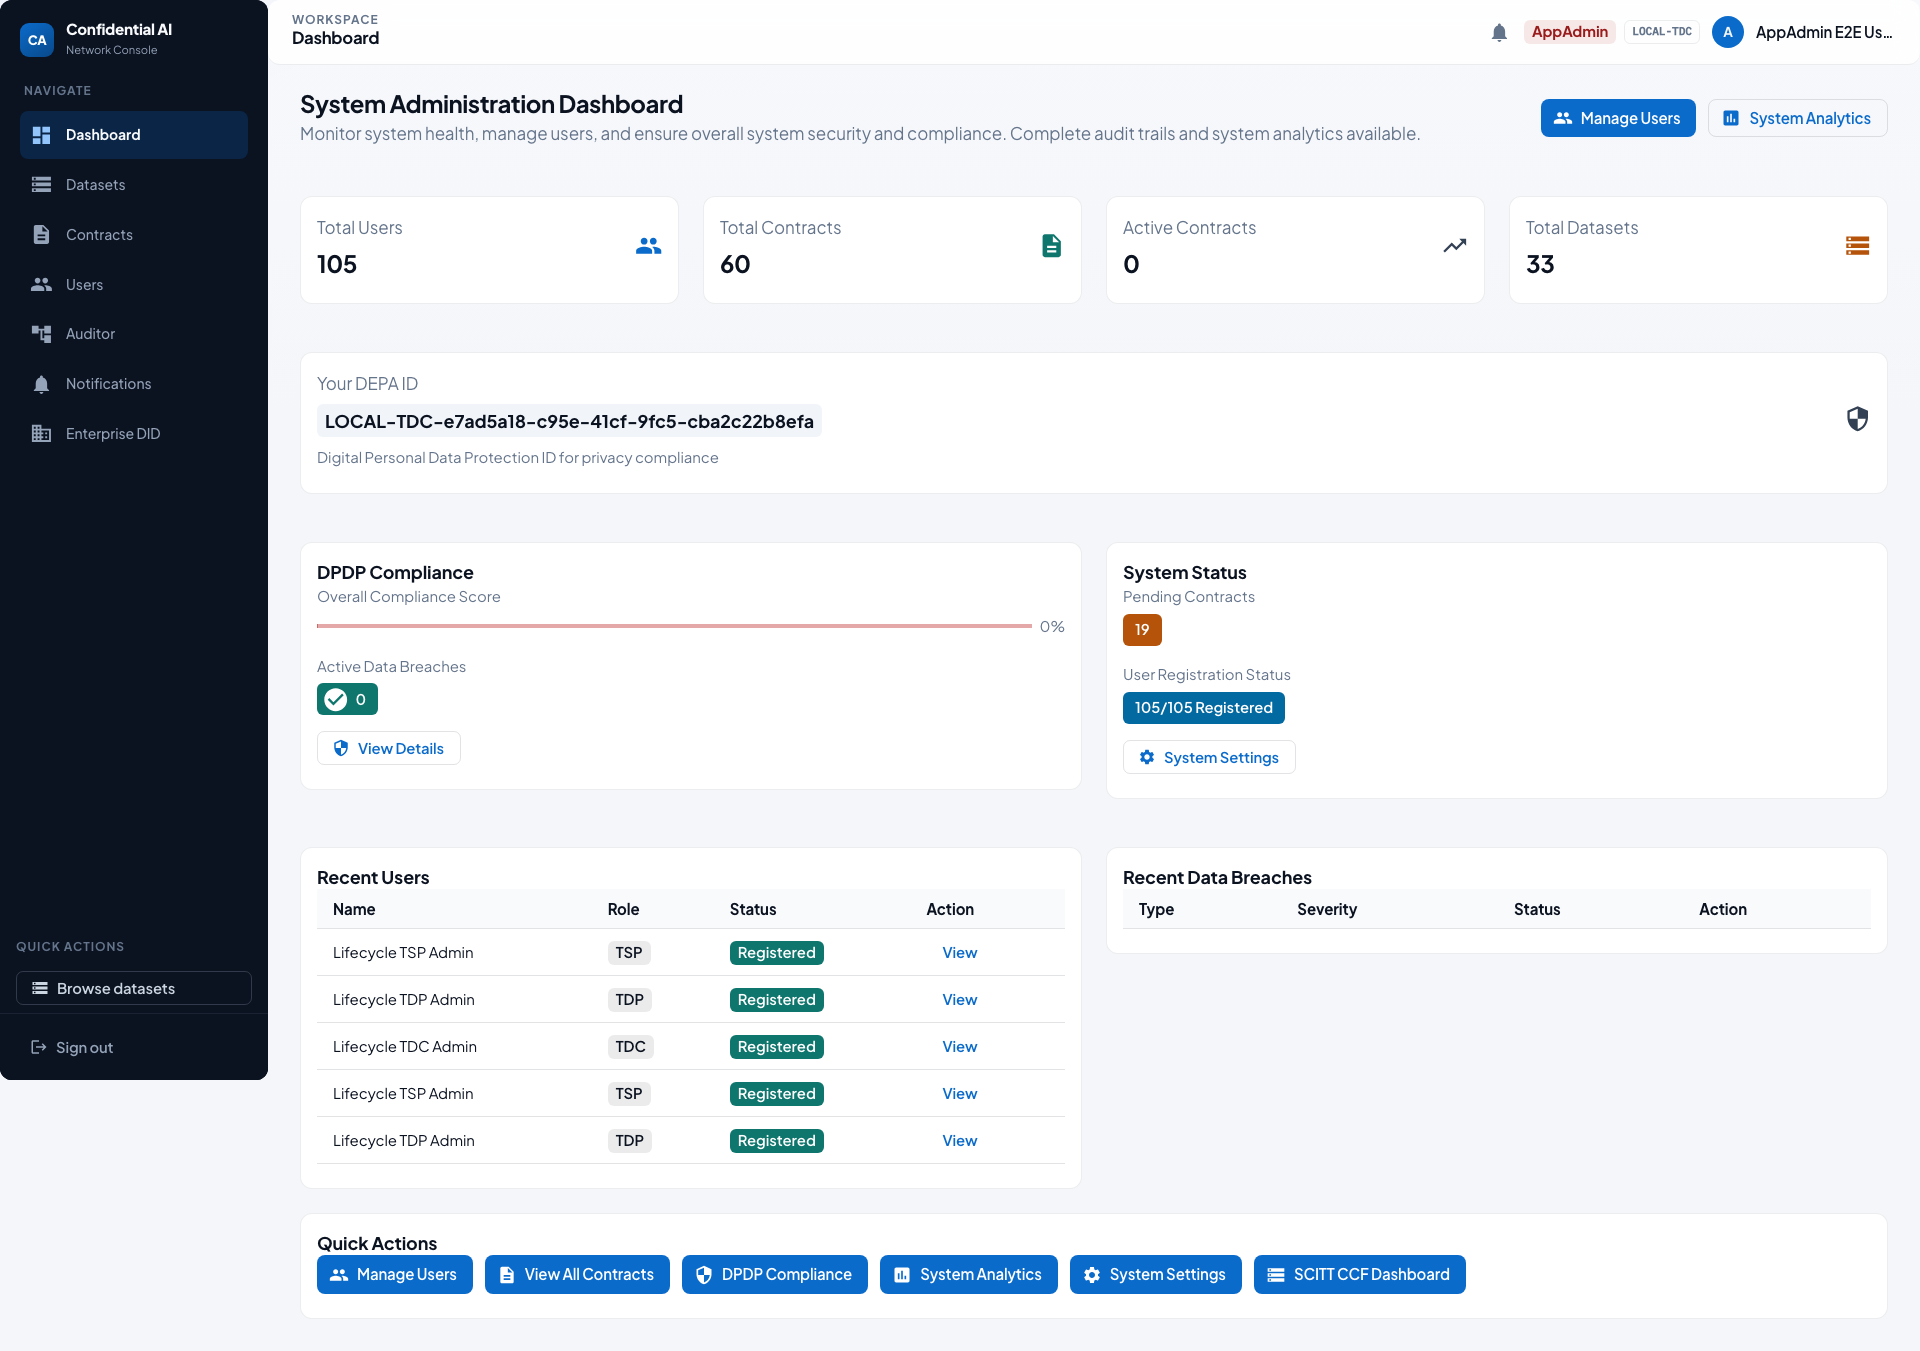 CA
Confidential AI
Network Console
NAVIGATE
Dashboard
Datasets
Contracts
Users
Auditor
Notifications
Enterprise DID
QUICK ACTIONS
Browse datasets
Sign out
WORKSPACE
Dashboard
AppAdmin
LOCAL-TDC
A
AppAdmin E2E Us...
System Administration Dashboard
Monitor system health, manage users, and ensure overall system security and compliance. Complete audit trails and system analytics available.
Manage Users
System Analytics
Total Users
105
Total Contracts
60
Active Contracts
0
Total Datasets
33
Your DEPA ID
LOCAL-TDC-e7ad5a18-c95e-41cf-9fc5-cba2c22b8efa
Digital Personal Data Protection ID for privacy compliance
DPDP Compliance
Overall Compliance Score
0%
Active Data Breaches
0
View Details
System Status
Pending Contracts
19
User Registration Status
105/105 Registered
System Settings
Recent Users
Name Role Status Action
Lifecycle TSP Admin TSP Registered View
Lifecycle TDP Admin TDP Registered View
Lifecycle TDC Admin TDC Registered View
Lifecycle TSP Admin TSP Registered View
Lifecycle TDP Admin TDP Registered View
Recent Data Breaches
Type Severity Status Action
Quick Actions
Manage Users
View All Contracts
DPDP Compliance
System Analytics
System Settings
SCITT CCF Dashboard